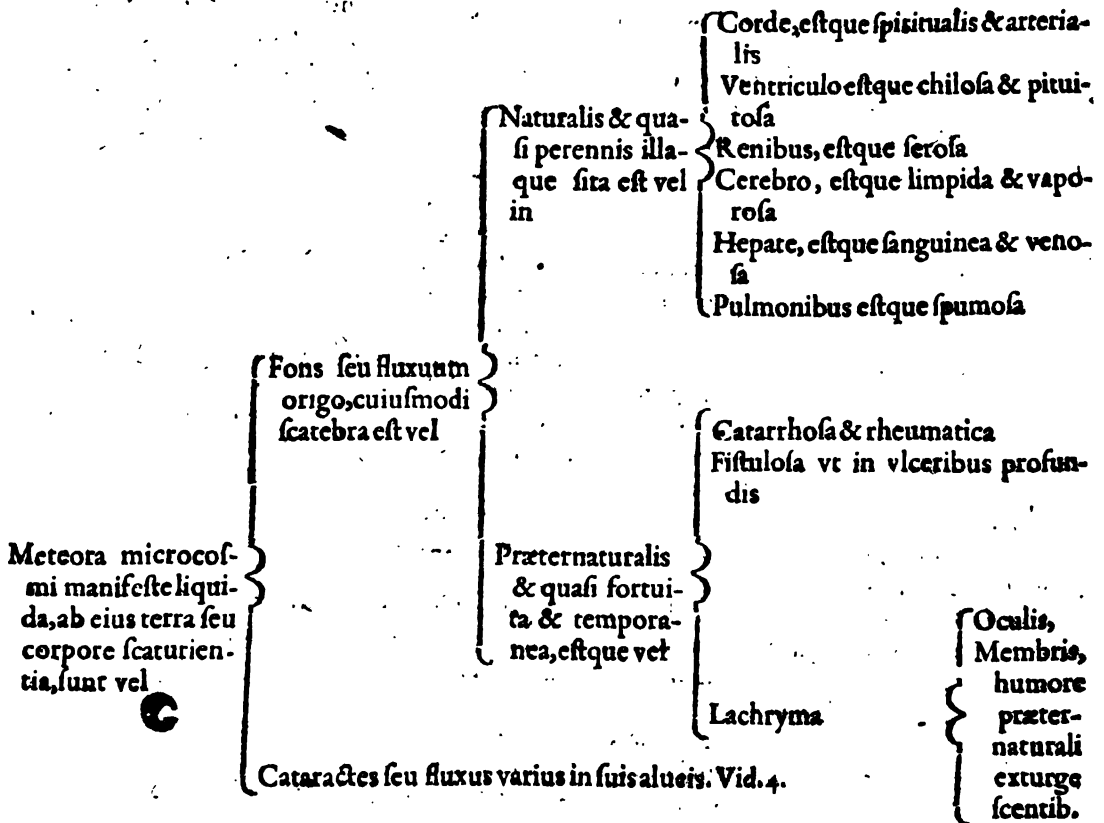 Meteora microcoſ-
mi manifeſte liqui-
da,ab eius terra ſeu
corpore ſcaturien-
tia,ſunt vel
Fons ſeu fluxuum
origo,cuiuſmodi
ſcatebra eſt vel
Naturalis & qua-
ſi perennis illa-
que ſita eſt vel
in
Corde,eſtque ſpisitualis & arteria-
lis
Ventriculo eſtque chiloſa & pitui-
toſa
Renibus, eſtque ſeroſa
Cerebro, eſtque limpida & vapo-
roſa
Hepate, eſtque ſanguinea & veno-
ſa
Pulmonibus eſtque ſpumoſa
Præternaturalis
& quaſi fortui-
ta & tempora-
nea,eſtque vel
Catarrhoſa & rheumatica
Fiſtuloſa vt in vlceribus profun-
dis
Lachryma
Oculis,
Membris,
humore
præter-
naturali
exturge
ſcentib.
Cataractes ſeu fluxus varius in ſuis alueis. Vid.4.